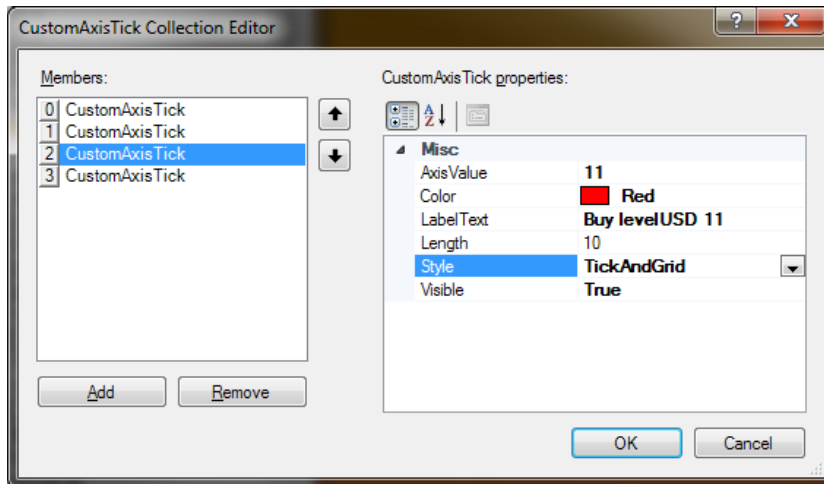 CustomAxisTick Collection Editor
Members:
0 CustomAxisTick
1 CustomAxisTick
2 CustomAxisTick
3 CustomAxisTick
Add Remove
CustomAxisTick properties:
Misc
AxisValue 11
Color Red
LabelText Buy levelUSD 11
Length 10
Style TickAndGrid
Visible True
OK Cancel